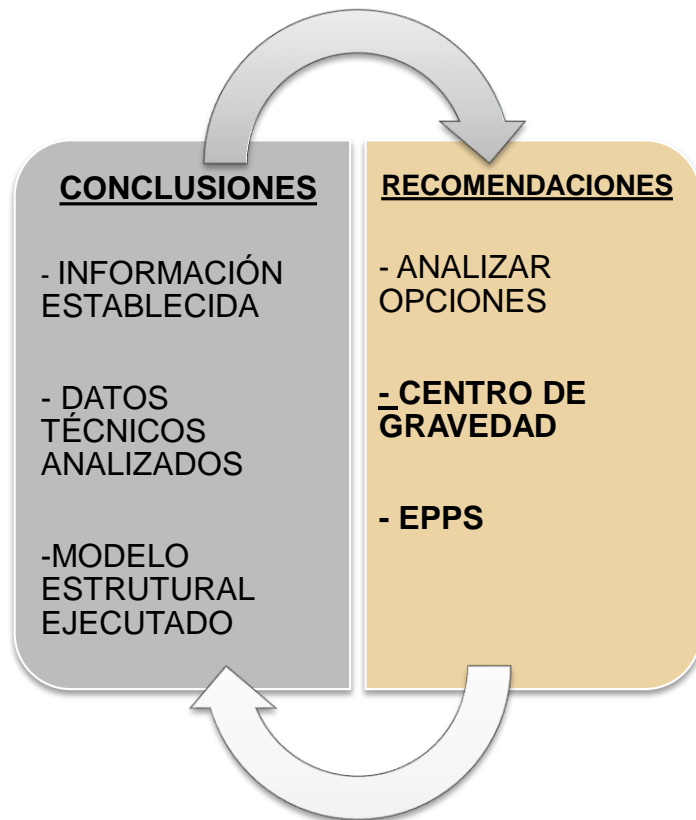 CONCLUSIONES
- INFORMACIÓN
ESTABLECIDA
- DATOS
TÉCNICOS
ANALIZADOS
-MODELO
ESTRUTURAL
EJECUTADO
RECOMENDACIONES
- ANALIZAR
OPCIONES
- CENTRO DE
GRAVEDAD
- EPPS